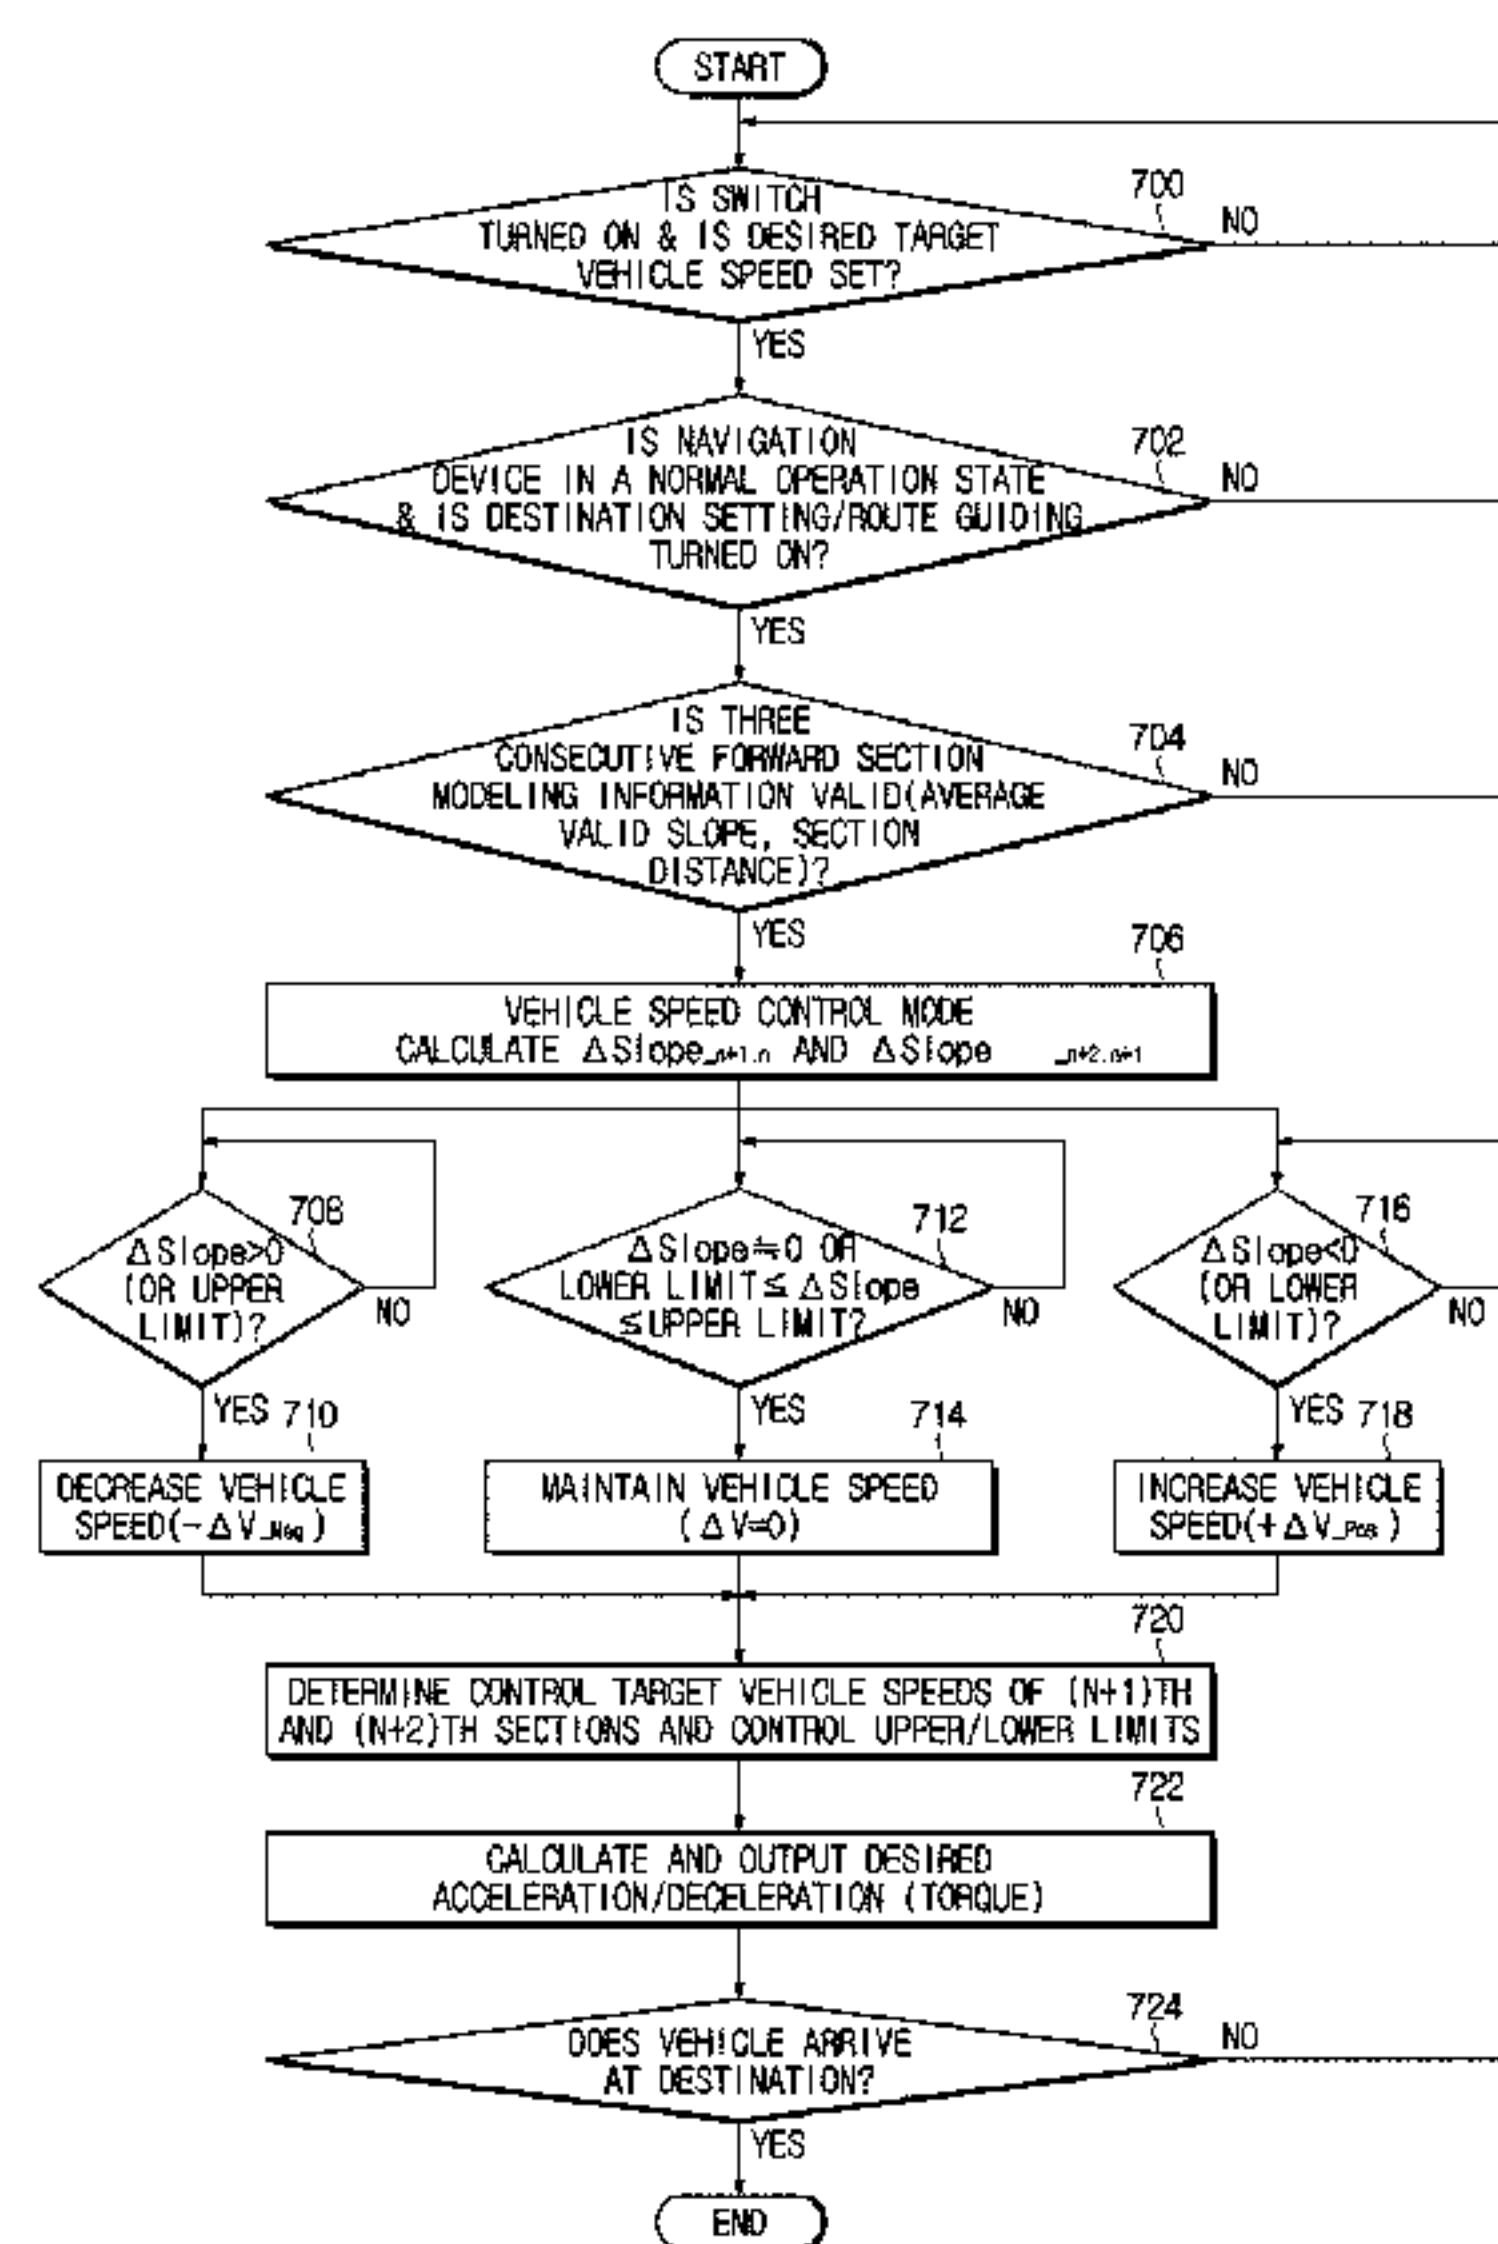 START
IS SWITCH
TURNED ON & IS DESIRED TARGET
VEHICLE SPEED SET?
700
NO
YES
IS NAVIGATION
DEVICE IN A NORMAL OPERATION STATE
& IS DESTINATION SETTING/ROUTE GUIDING
TURNED ON?
702
NO
YES
IS THREE
CONSECUTIVE FORWARD SECTION
MODELING INFORMATION VALID(AVERAGE
VALID SLOPE, SECTION
DISTANCE)?
704
NO
YES
706
VEHICLE SPEED CONTROL MODE
CALCULATE ΔSlope_n+1.n AND ΔSlope _n+2.n+1
708
ΔSlope>0
(OR UPPER
LIMIT)?
NO
YES
712
ΔSlope≒0 OR
LOWER LIMIT≦ΔSlope
≦UPPER LIMIT?
NO
YES
716
ΔSlope<0
(OR LOWER
LIMIT)?
NO
YES
710
DECREASE VEHICLE
SPEED(-ΔV_Neg)
714
MAINTAIN VEHICLE SPEED
(ΔV=0)
718
INCREASE VEHICLE
SPEED(+ΔV_Pos)
720
DETERMINE CONTROL TARGET VEHICLE SPEEDS OF (N+1)TH
AND (N+2)TH SECTIONS AND CONTROL UPPER/LOWER LIMITS
722
CALCULATE AND OUTPUT DESIRED
ACCELERATION/DECELERATION (TORQUE)
724
DOES VEHICLE ARRIVE
AT DESTINATION?
NO
YES
END